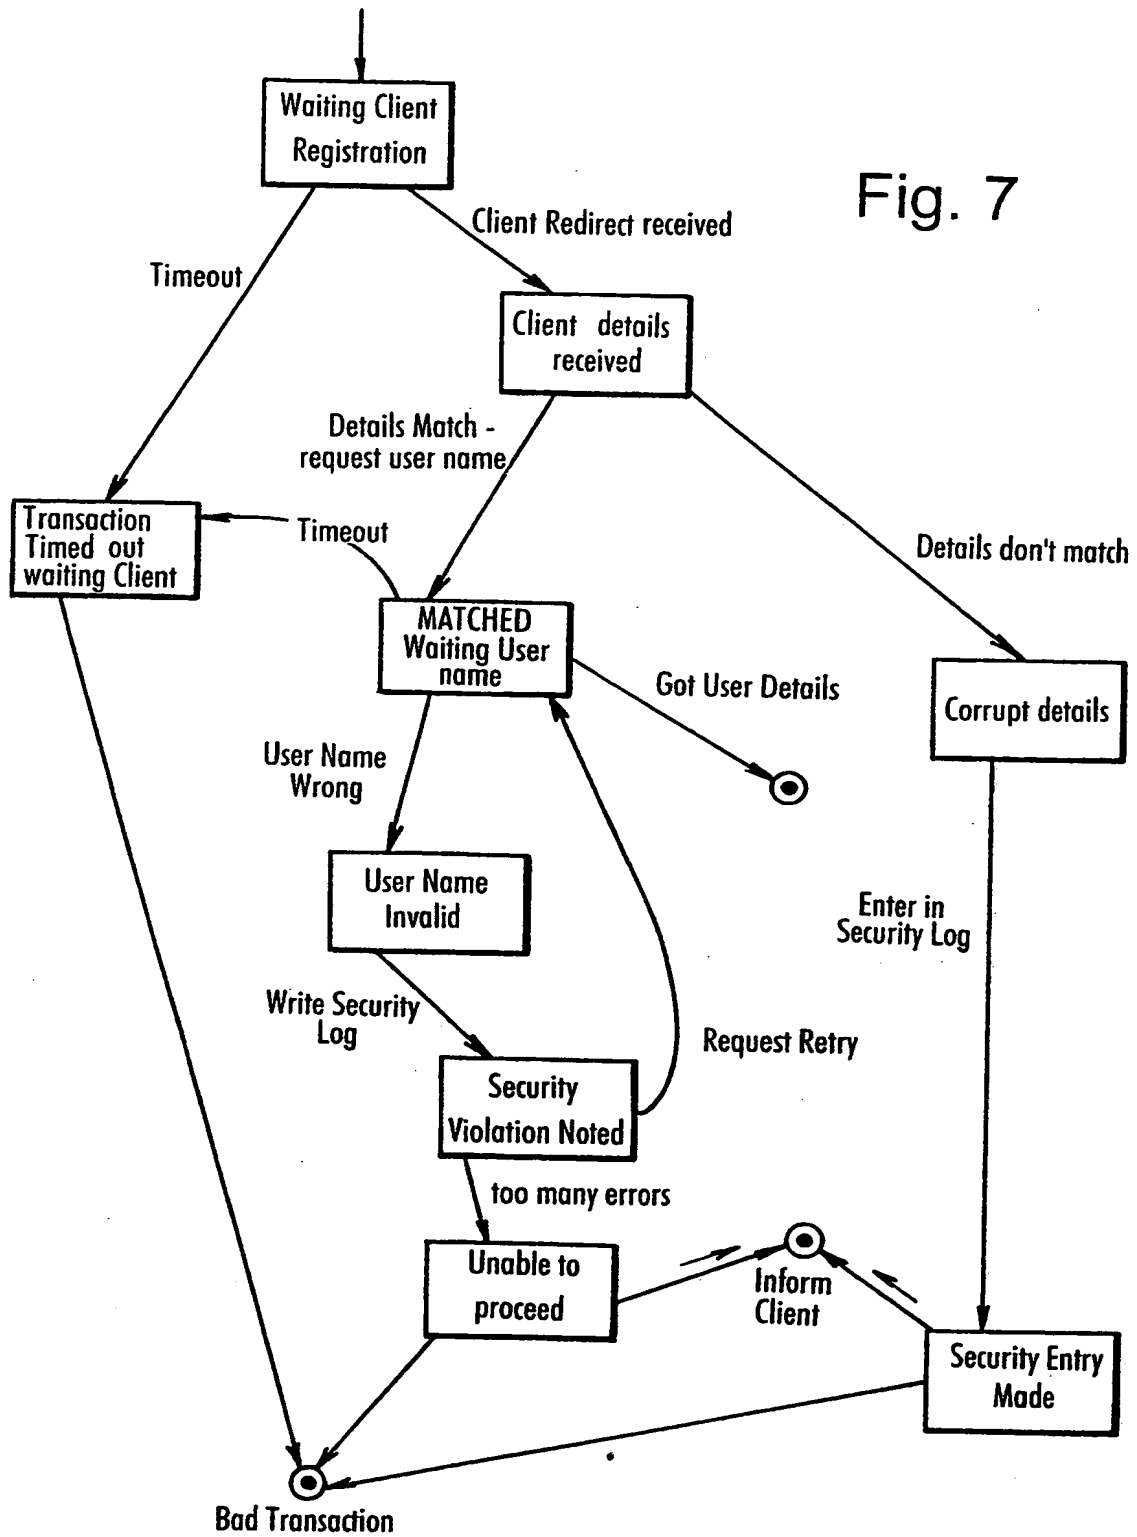 Waiting Client
Registration
Fig. 7
Client Redirect received
Timeout
Client details
received
Details Match -
request user name
Transaction
Timed out
waiting Client
Timeout
Details don't match
MATCHED
Waiting User
name
Got User Details
Corrupt details
User Name
Wrong
User Name
Invalid
Enter in
Security Log
Write Security
Log
Request Retry
Security
Violation Noted
too many errors
Unable to
proceed
Inform
Client
Security Entry
Made
Bad Transaction